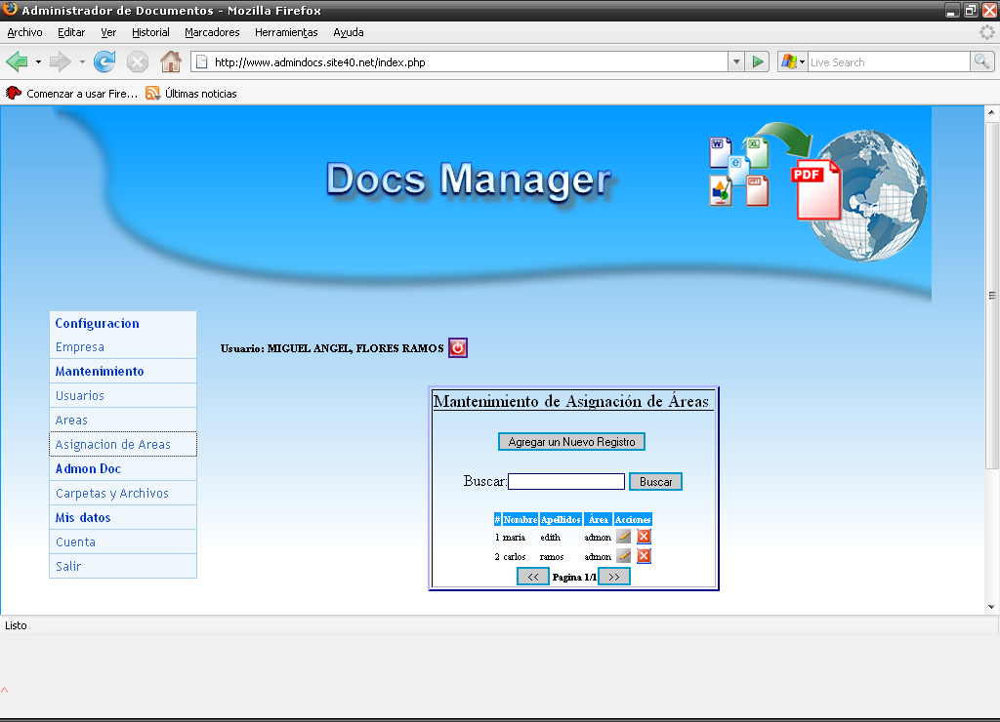 Administrador de Documentos - Mozilla Firefox
Archivo Editar Ver Historial Marcadores Herramientas Ayuda
http://www.admindocs.site40.net/index.php Live Search
Comenzar a usar Fire... Últimas noticias
Docs Manager
W XL e PDF PPT
Configuracion
Empresa
Mantenimiento
Usuarios
Areas
Asignacion de Areas
Admon Doc
Carpetas y Archivos
Mis datos
Cuenta
Salir
Usuario: MIGUEL ANGEL, FLORES RAMOS
Mantenimiento de Asignación de Áreas
Agregar un Nuevo Registro
Buscar: Buscar
# Nombre Apellidos Área Acciones
1 maria edith admon
2 carlos ramos admon
<< Pagina 1/1 >>
Listo